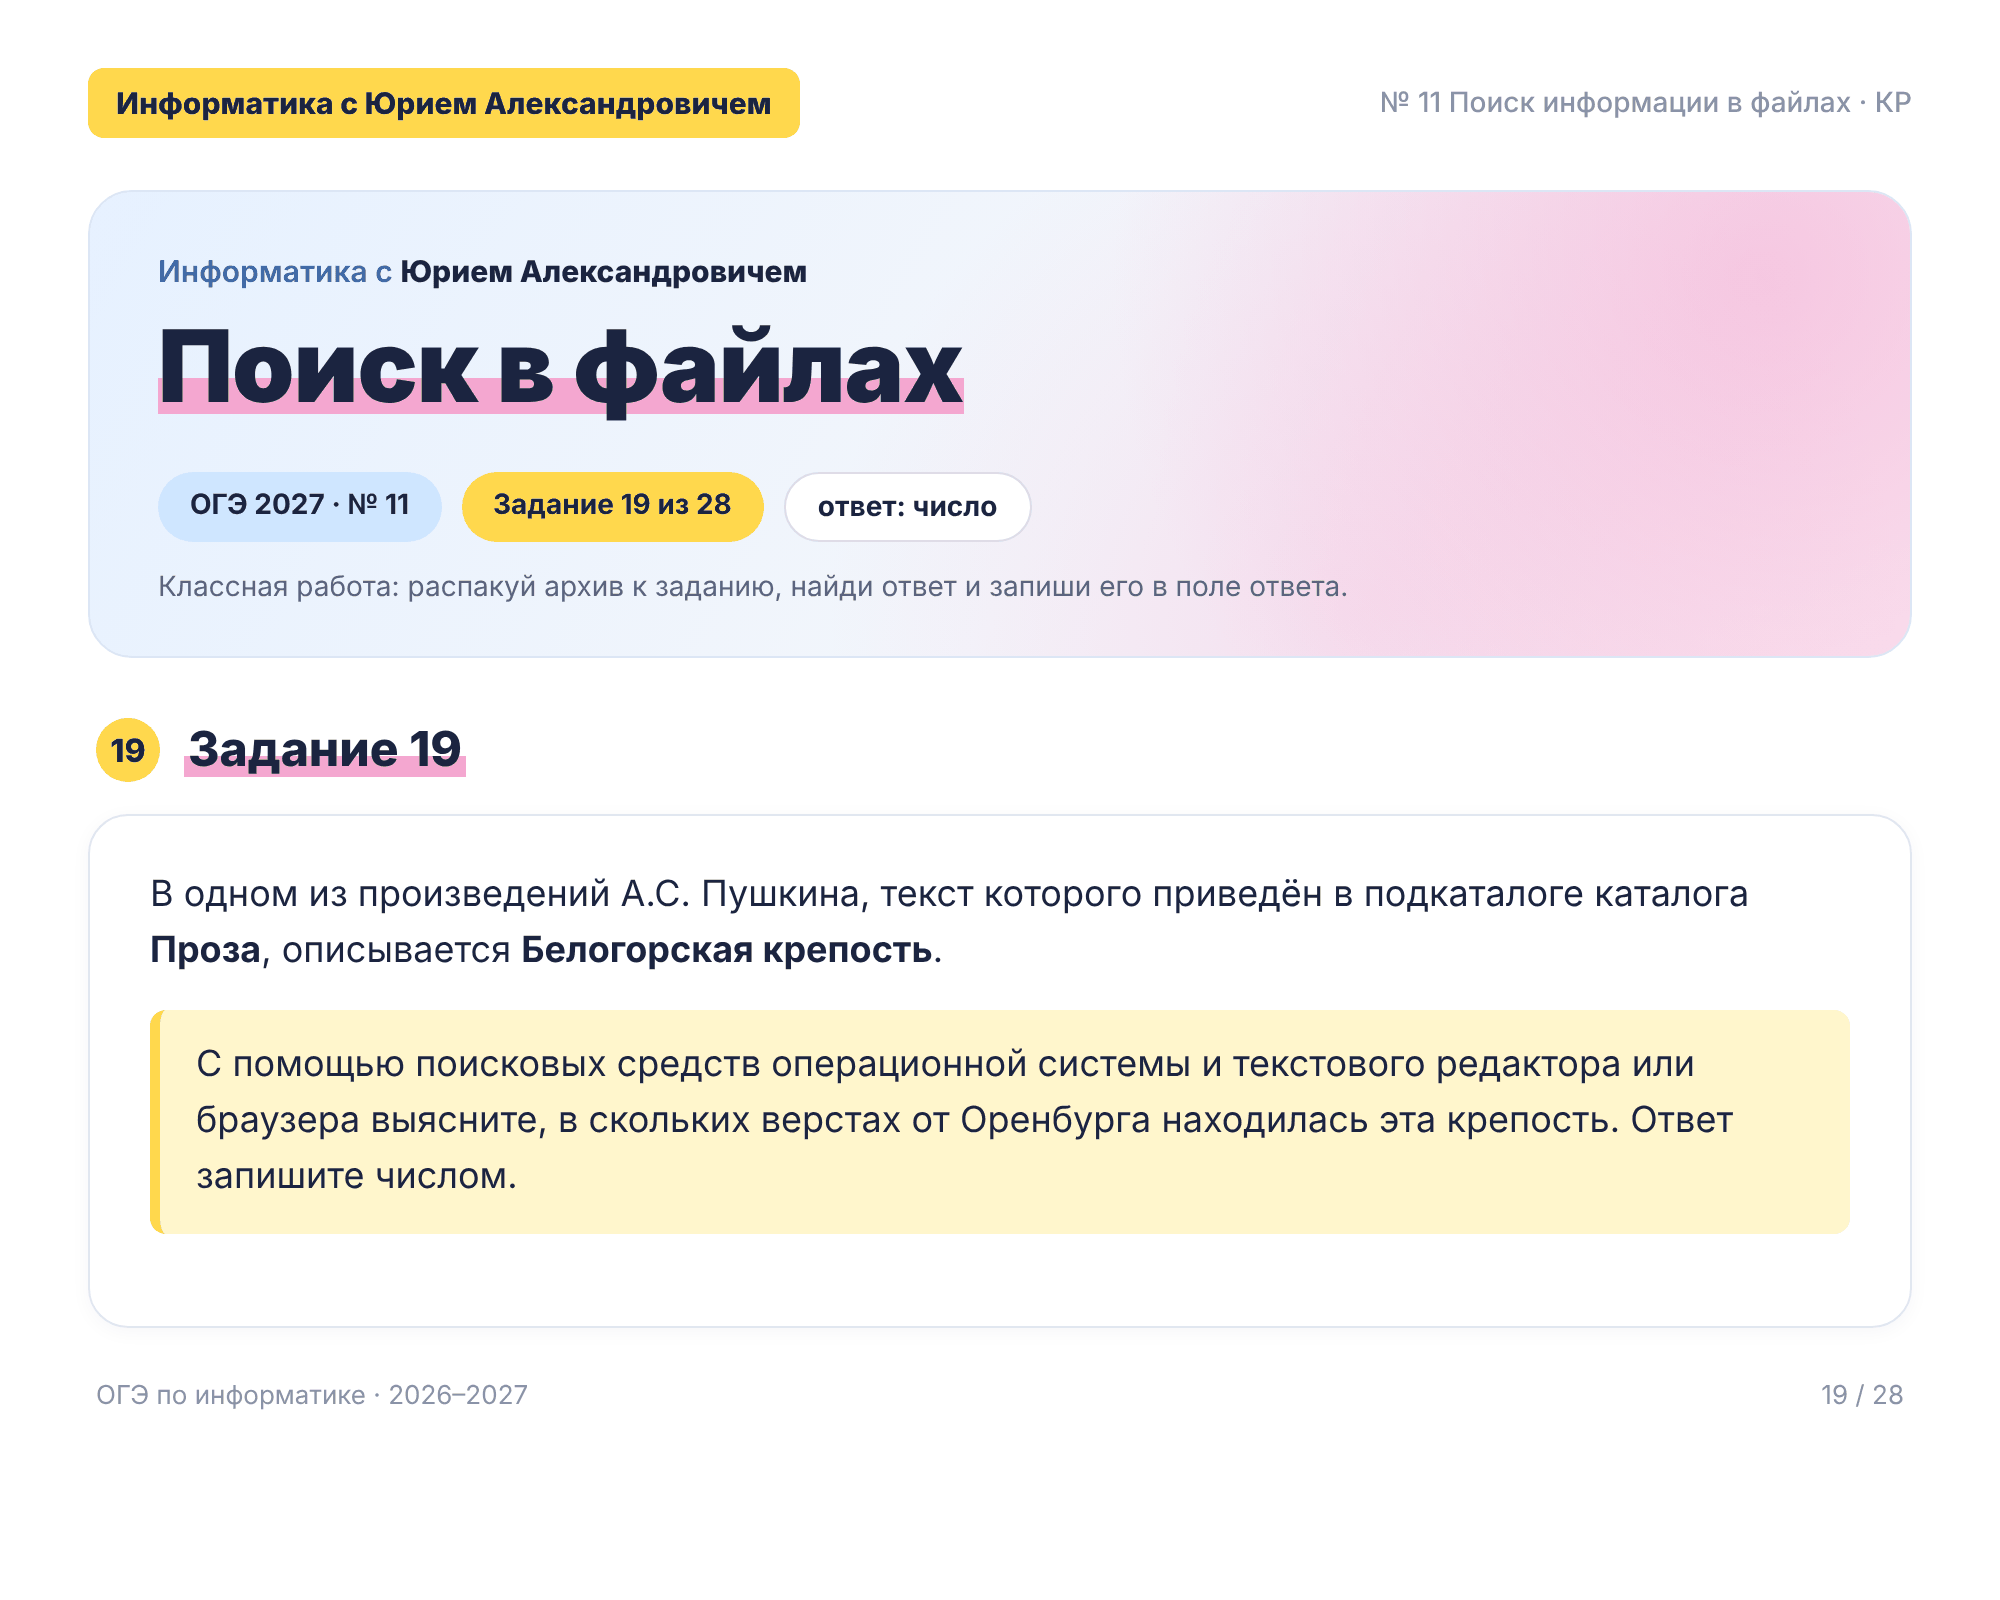 Информатика с Юрием Александровичем
№ 11 Поиск информации в файлах · КР
Информатика с Юрием Александровичем
Поиск в файлах
ОГЭ 2027 · № 11
Задание 19 из 28
ответ: число
Классная работа: распакуй архив к заданию, найди ответ и запиши его в поле ответа.
19 Задание 19
В одном из произведений А.С. Пушкина, текст которого приведён в подкаталоге каталога
Проза, описывается Белогорская крепость.
С помощью поисковых средств операционной системы и текстового редактора или
браузера выясните, в скольких верстах от Оренбурга находилась эта крепость. Ответ
запишите числом.
ОГЭ по информатике · 2026–2027
19 / 28